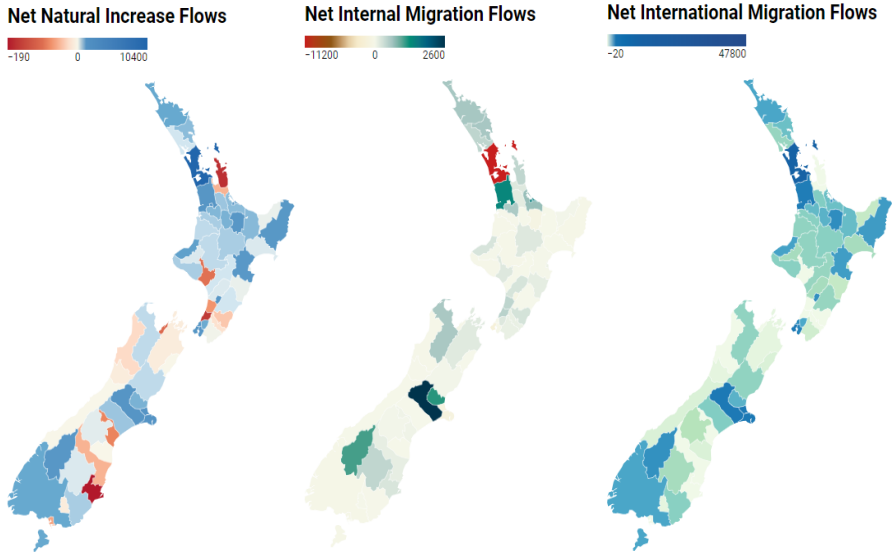 Net Natural Increase Flows
−190 0 10400
Net Internal Migration Flows
−11200 0 2600
Net International Migration Flows
−20 47800